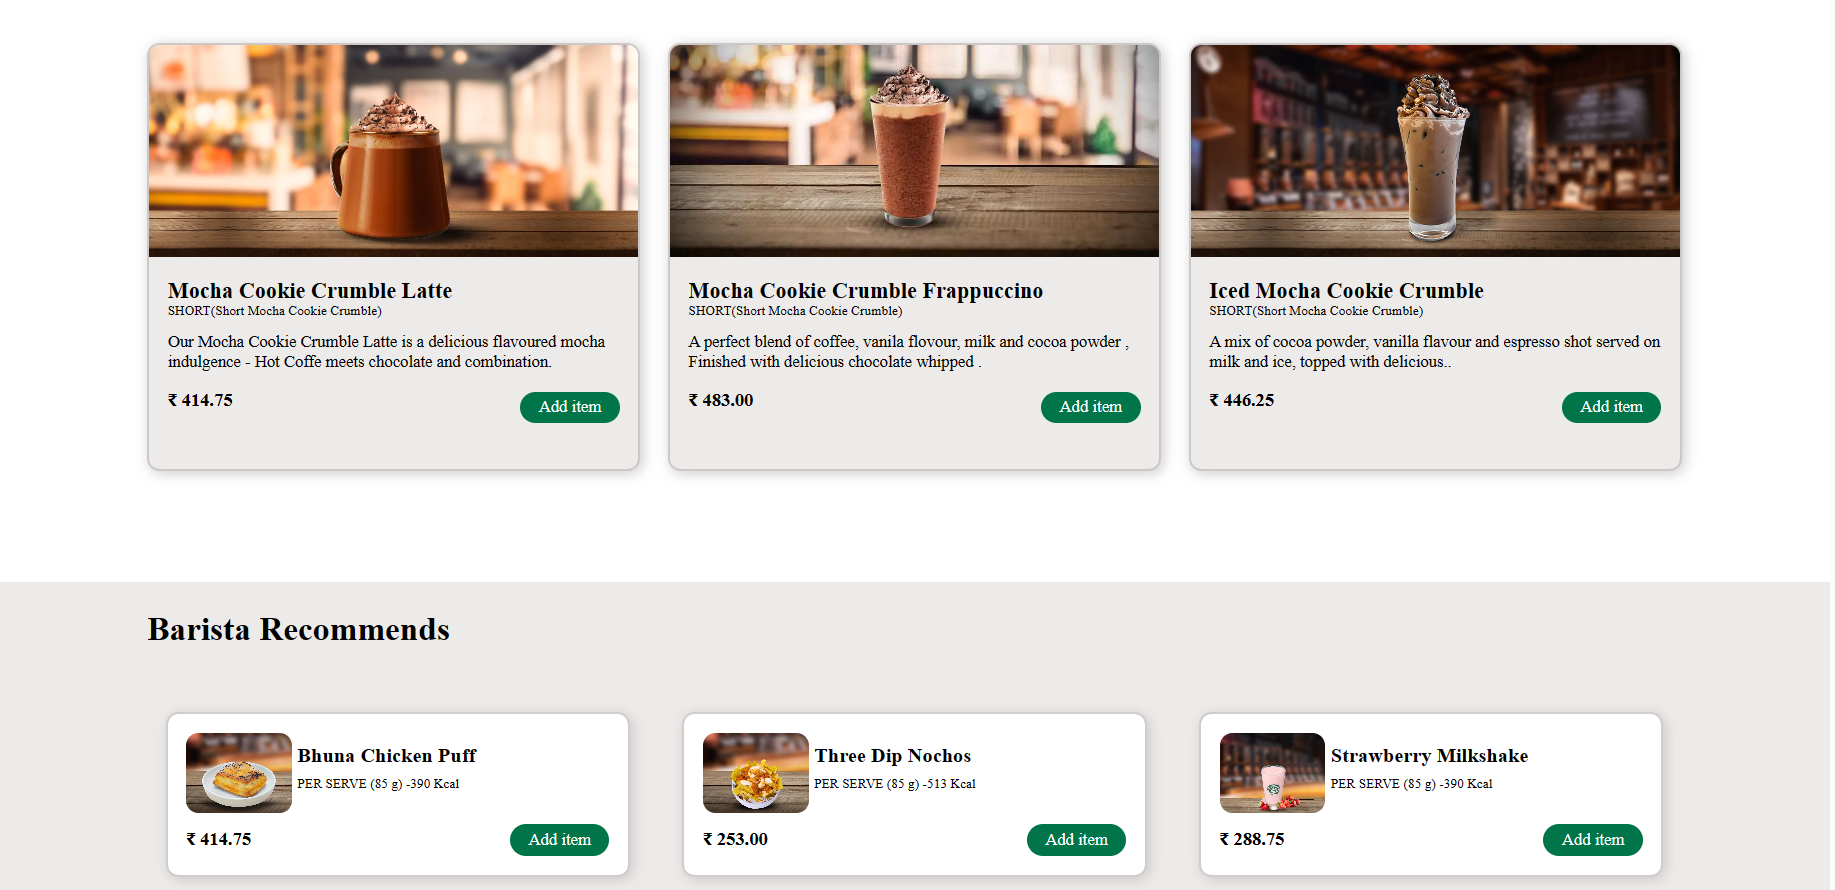 Mocha Cookie Crumble Latte
SHORT(Short Mocha Cookie Crumble)
Our Mocha Cookie Crumble Latte is a delicious flavoured mocha
indulgence - Hot Coffe meets chocolate and combination.
₹ 414.75
Add item
Mocha Cookie Crumble Frappuccino
SHORT(Short Mocha Cookie Crumble)
A perfect blend of coffee, vanila flovour, milk and cocoa powder ,
Finished with delicious chocolate whipped .
₹ 483.00
Add item
Iced Mocha Cookie Crumble
SHORT(Short Mocha Cookie Crumble)
A mix of cocoa powder, vanilla flavour and espresso shot served on
milk and ice, topped with delicious..
₹ 446.25
Add item
Barista Recommends
Bhuna Chicken Puff
PER SERVE (85 g) -390 Kcal
₹ 414.75
Add item
Three Dip Nochos
PER SERVE (85 g) -513 Kcal
₹ 253.00
Add item
Strawberry Milkshake
PER SERVE (85 g) -390 Kcal
₹ 288.75
Add item